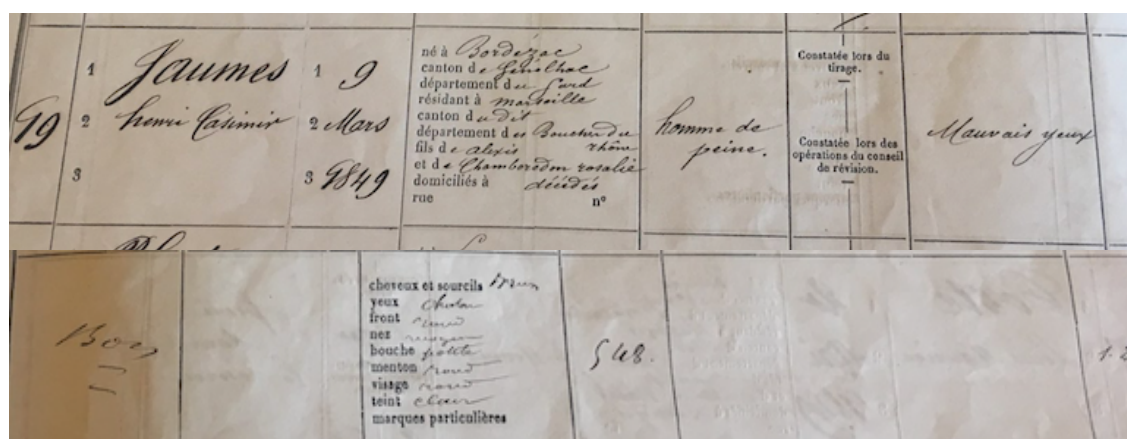 1 Jaumes 1 9
99 2 henri Casimir 2 Mars
3 3 1849
né à Bordezac
canton de Génolhac
département du Gard
résidant à marseille
canton du dit
département des Bouches du
rhône
fils de alexis
et de Chamboredon rosalie
domiciliés à décédés
rue n°
homme de
peine.
Constatée lors du
tirage.
Constatée lors des
opérations du conseil
de révision.
Mauvais yeux
Bon
cheveux et sourcils brun
yeux
front rond
nez moyen
bouche petite
menton rond
visage rond
teint clair
marques particulières
548.